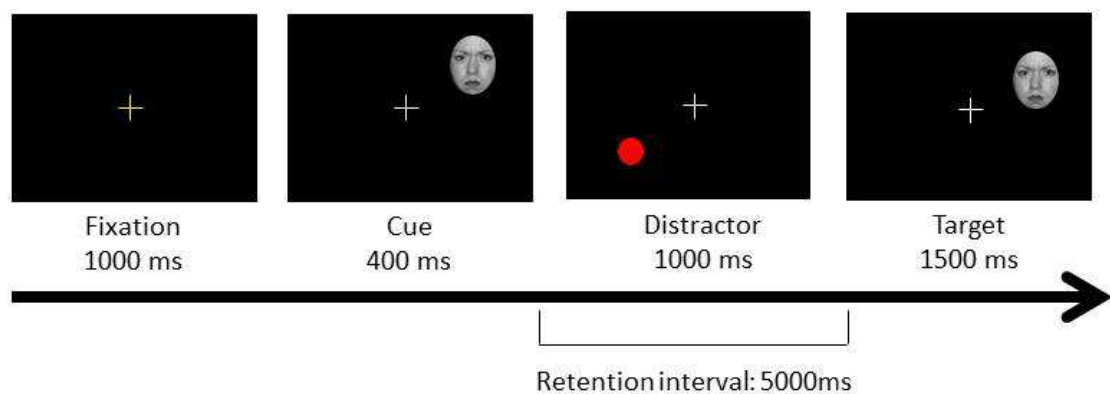 Fixation
1000 ms
Cue
400 ms
Distractor
1000 ms
Target
1500 ms
Retention interval: 5000ms